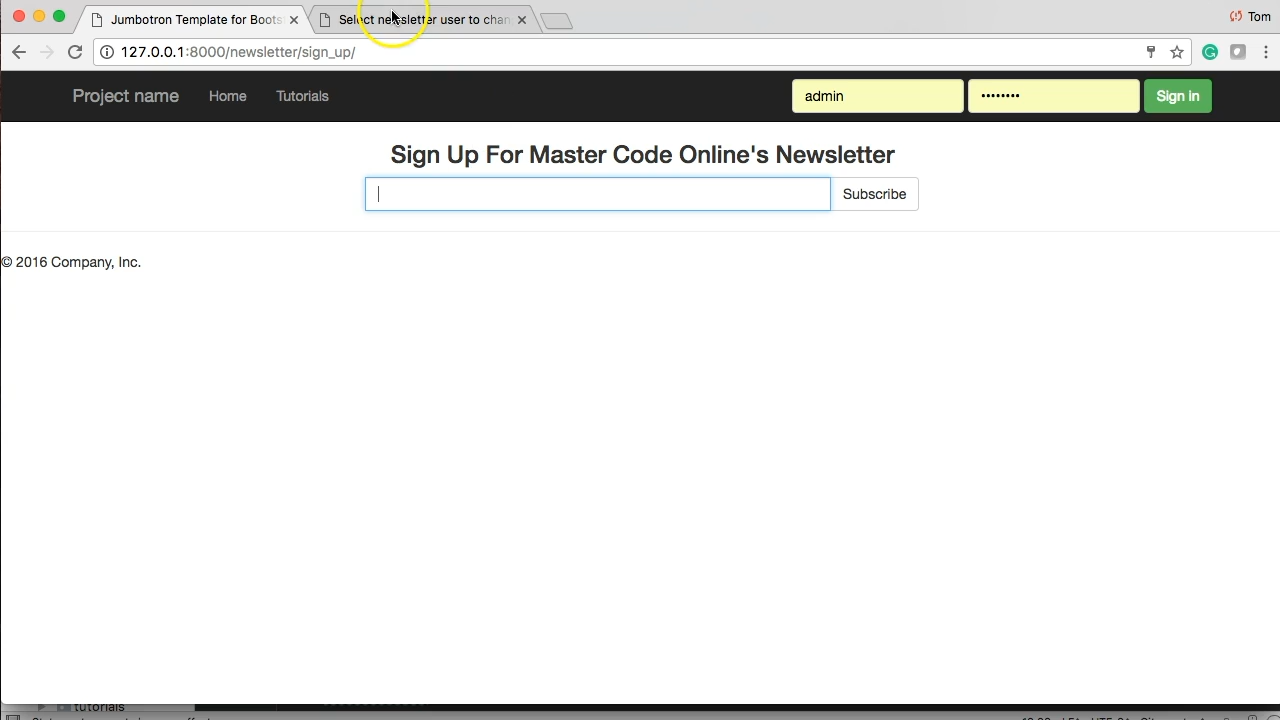 Jumbotron Template for Boots
Select newsletter user to chan
Tom
127.0.0.1:8000/newsletter/sign_up/
Project name Home Tutorials admin •••••••• Sign in
Sign Up For Master Code Online's Newsletter
Subscribe
© 2016 Company, Inc.
tutorials